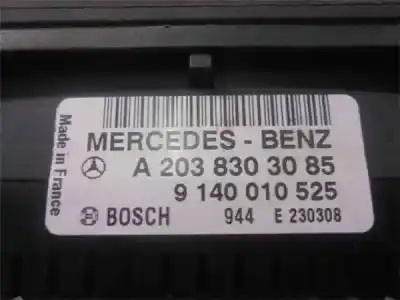 Made in France
MERCEDES - BENZ
A 203 830 30 85
9 140 010 525
BOSCH 944 E 230308